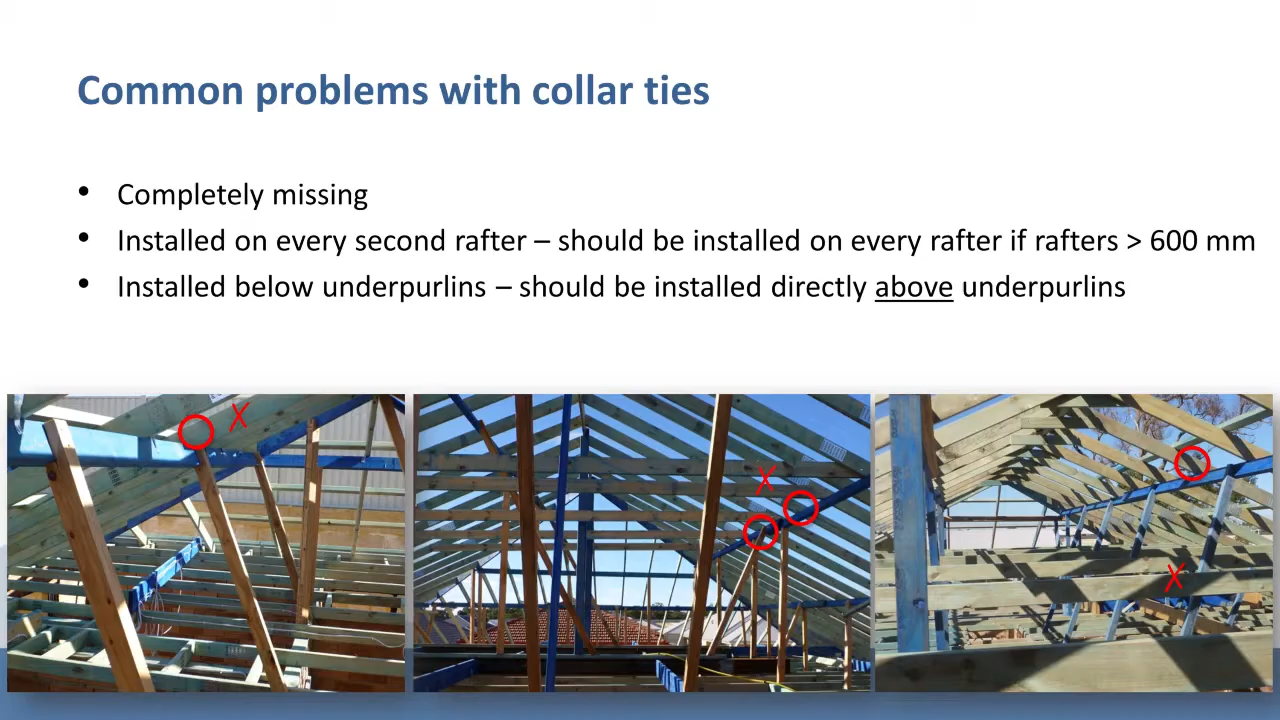 Common problems with collar ties
• Completely missing
• Installed on every second rafter – should be installed on every rafter if rafters > 600 mm
• Installed below underpurlins – should be installed directly above underpurlins
X
X
X